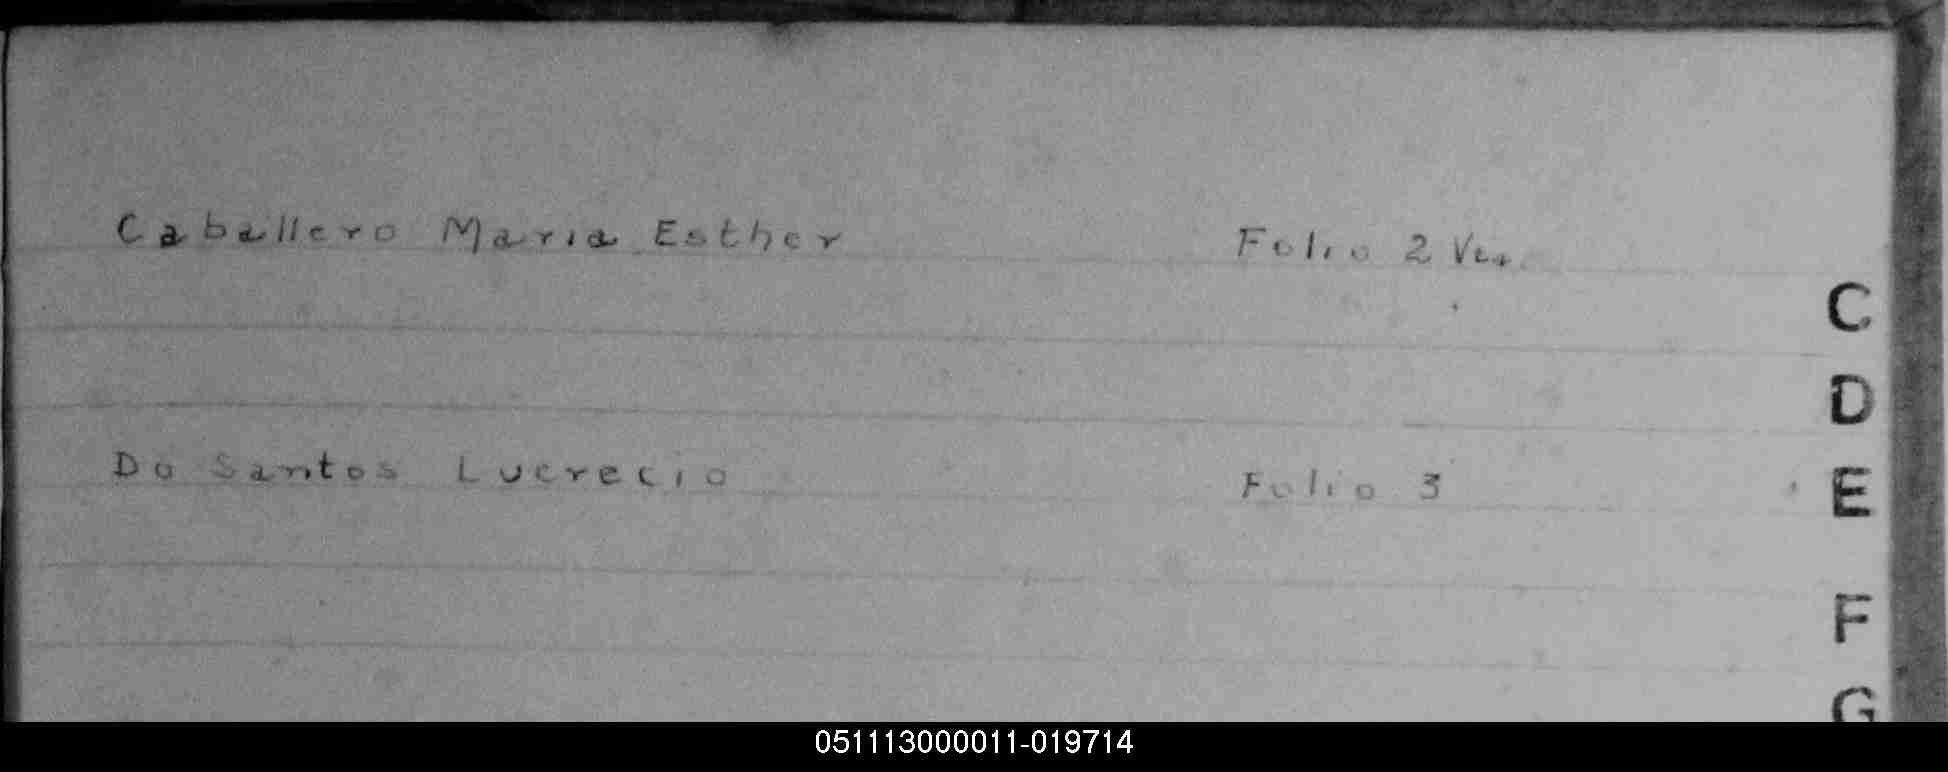 Caballero Maria Esther Folio 2 Vta.
C
D
Do Santos Lucrecio Folio 3
E
F
G
051113000011-019714